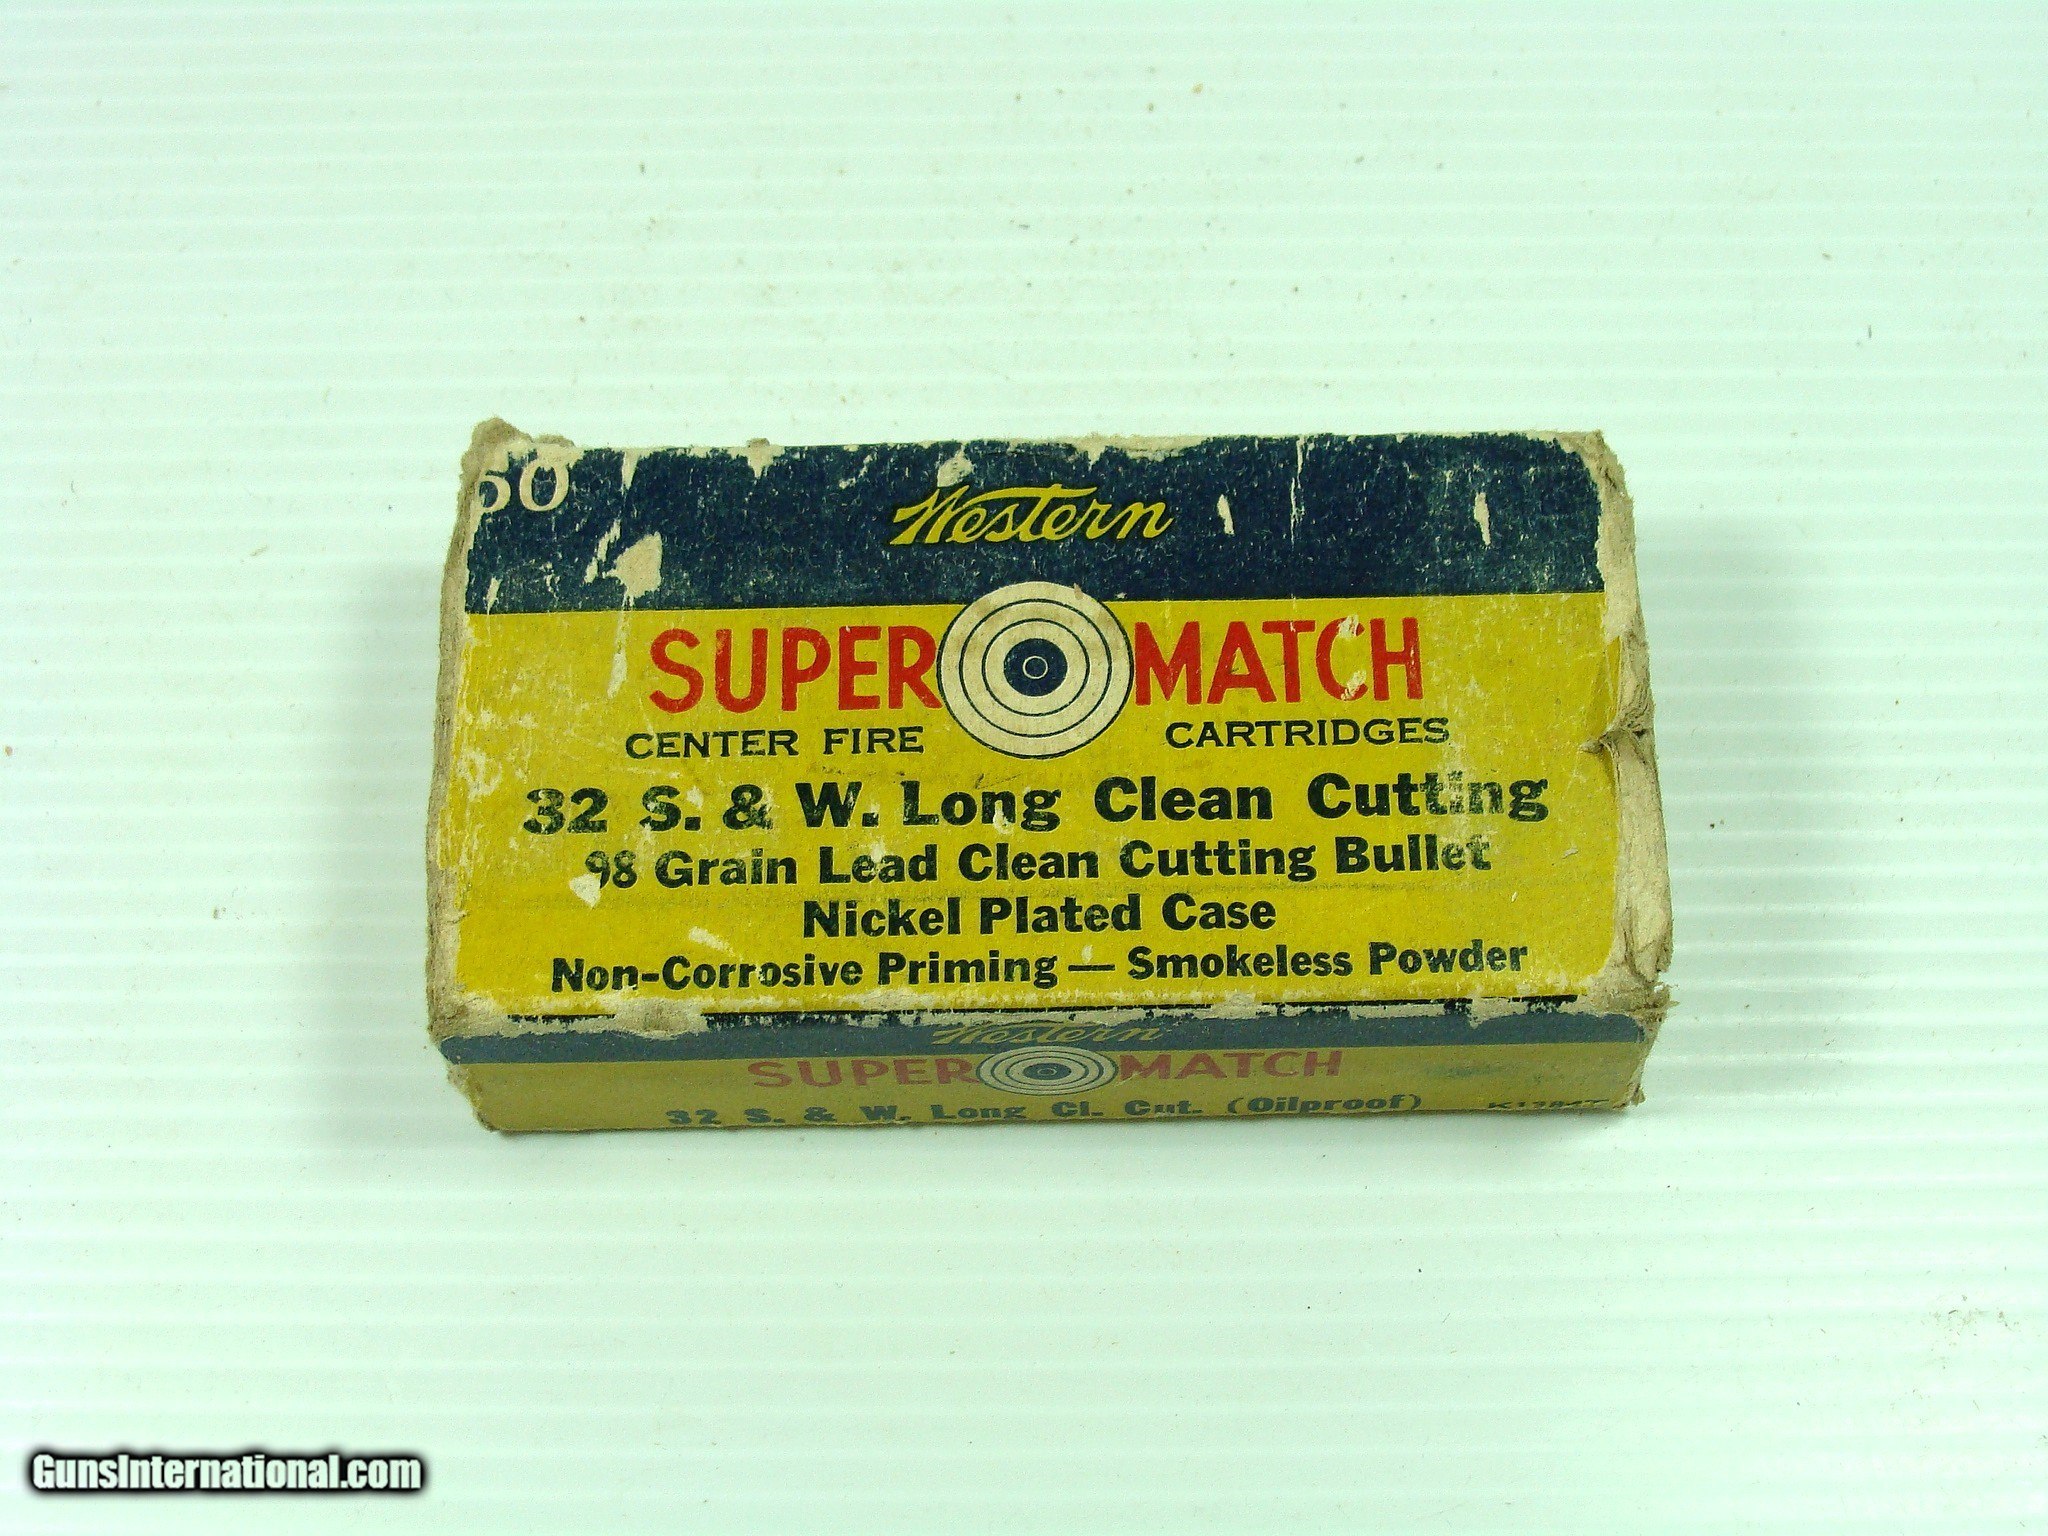 50
Western
SUPER MATCH
CENTER FIRE CARTRIDGES
32 S. & W. Long Clean Cutting
98 Grain Lead Clean Cutting Bullet
Nickel Plated Case
Non-Corrosive Priming — Smokeless Powder
Western
SUPER MATCH
32 S. & W. Long Cl. Cut. (Oilproof)
GunsInternational.com